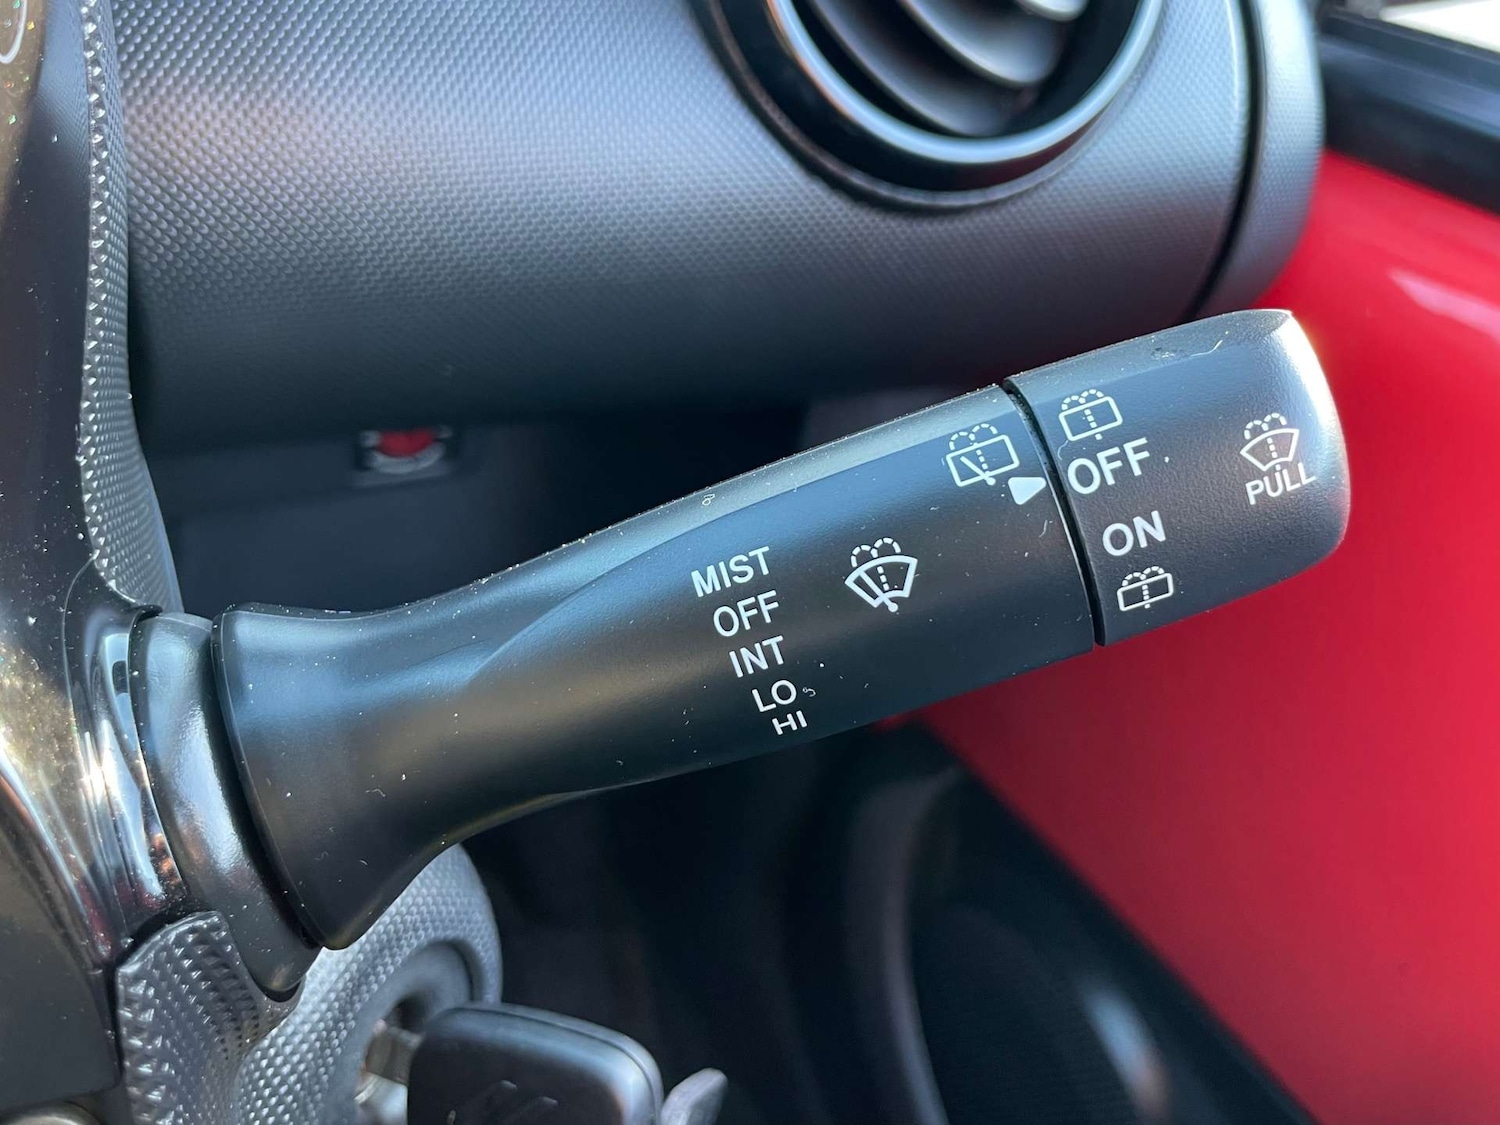 OFF
ON
PULL
MIST
OFF
INT
LO
HI